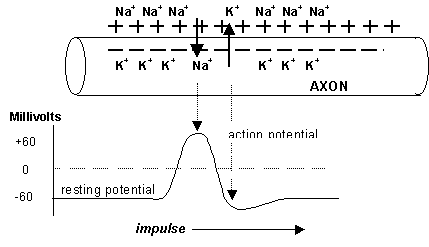 Na+ Na+ Na+ K+ Na+ Na+ Na+
+ + + + + + + + + + + + + + +
K+ K+ K+ Na+ K+ K+ K+
AXON
Millivolts
+60
action potential
0
resting potential
-60
impulse